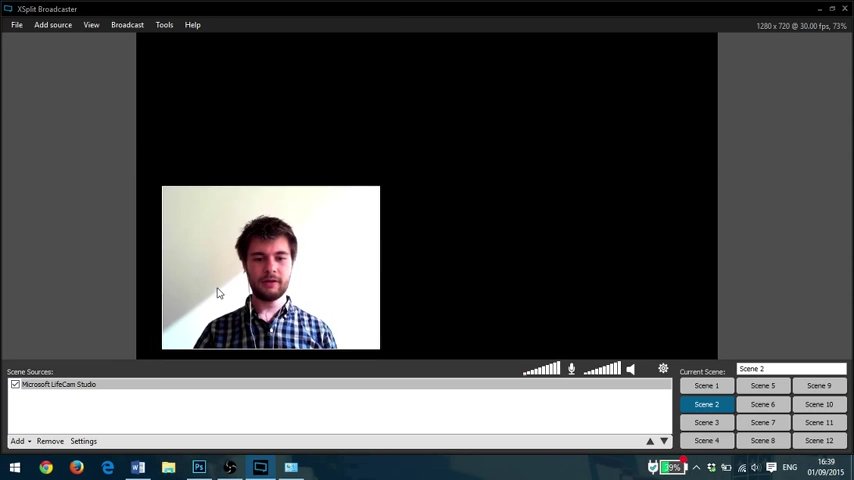 XSplit Broadcaster
File Add source View Broadcast Tools Help
1280 x 720 @ 30.00 fps, 73%
Scene Sources:
Current Scene: Scene 2
Microsoft LifeCam Studio
Scene 1 Scene 5 Scene 9
Scene 2 Scene 6 Scene 10
Scene 3 Scene 7 Scene 11
Scene 4 Scene 8 Scene 12
Add Remove Settings
39% ENG 16:39
01/09/2015